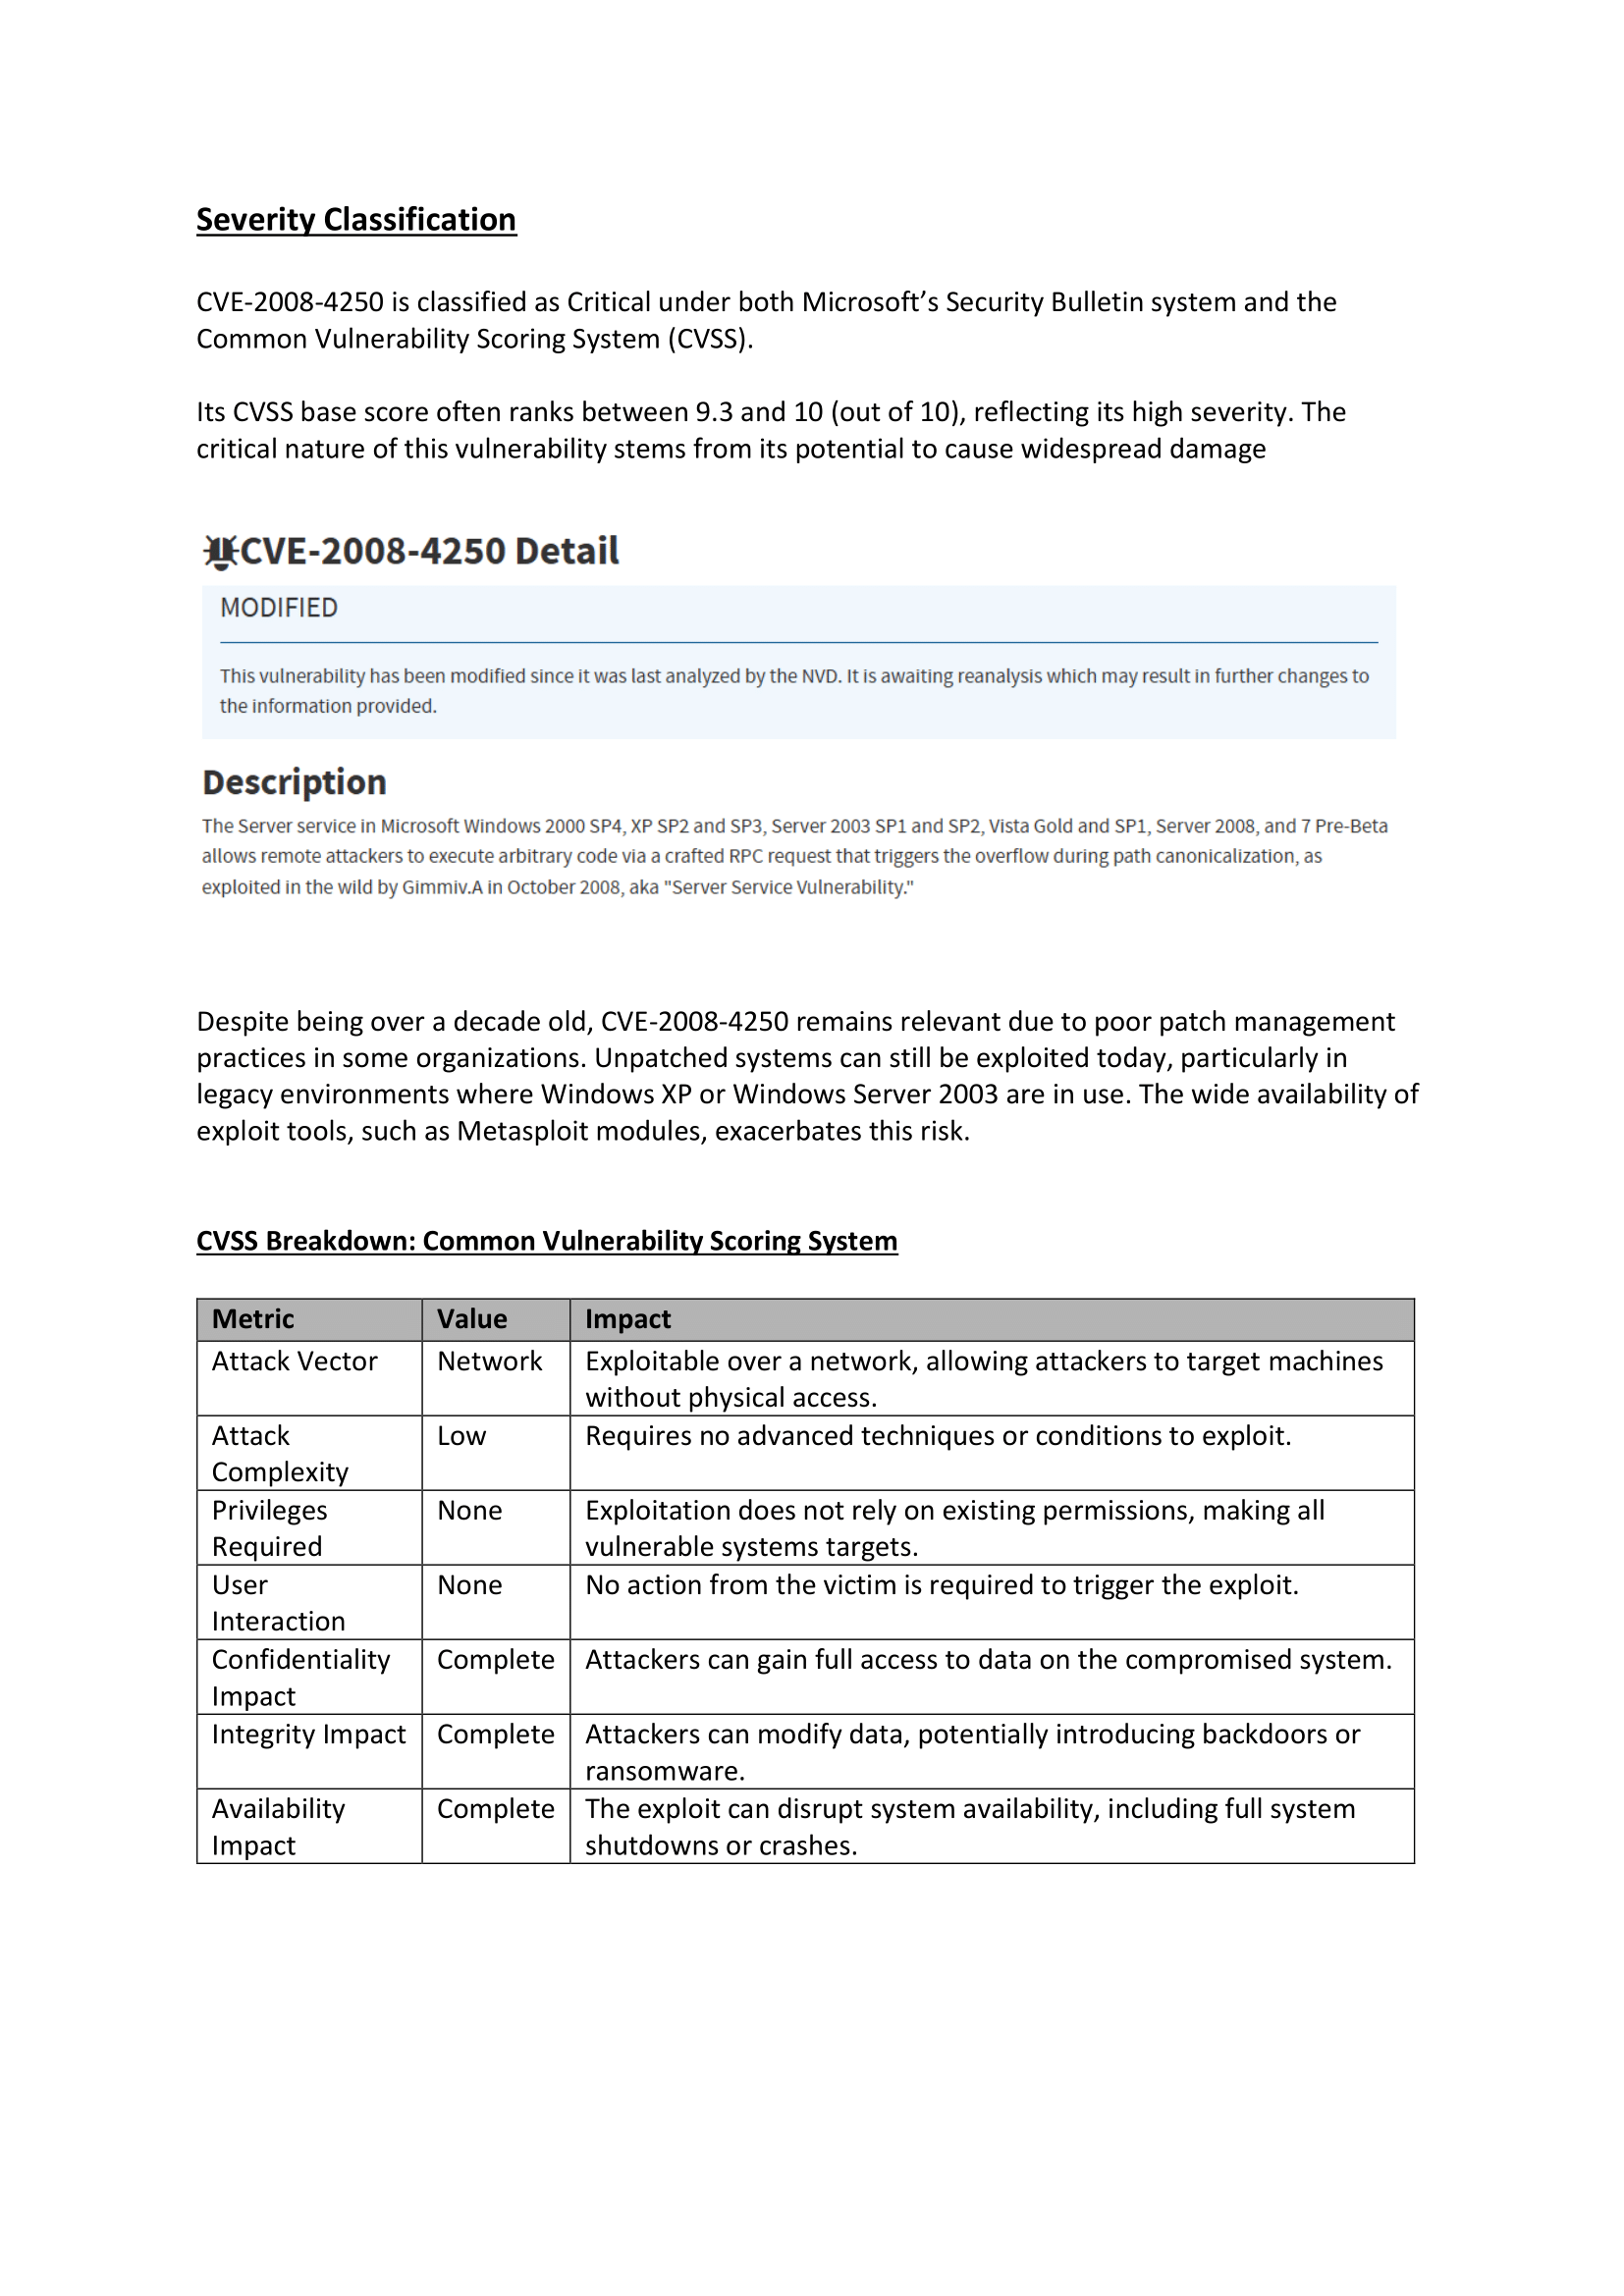 Severity Classification
CVE-2008-4250 is classified as Critical under both Microsoft’s Security Bulletin system and the
Common Vulnerability Scoring System (CVSS).
Its CVSS base score often ranks between 9.3 and 10 (out of 10), reflecting its high severity. The
critical nature of this vulnerability stems from its potential to cause widespread damage
CVE-2008-4250 Detail
MODIFIED
This vulnerability has been modified since it was last analyzed by the NVD. It is awaiting reanalysis which may result in further changes to
the information provided.
Description
The Server service in Microsoft Windows 2000 SP4, XP SP2 and SP3, Server 2003 SP1 and SP2, Vista Gold and SP1, Server 2008, and 7 Pre-Beta
allows remote attackers to execute arbitrary code via a crafted RPC request that triggers the overflow during path canonicalization, as
exploited in the wild by Gimmiv.A in October 2008, aka "Server Service Vulnerability."
Despite being over a decade old, CVE-2008-4250 remains relevant due to poor patch management
practices in some organizations. Unpatched systems can still be exploited today, particularly in
legacy environments where Windows XP or Windows Server 2003 are in use. The wide availability of
exploit tools, such as Metasploit modules, exacerbates this risk.
CVSS Breakdown: Common Vulnerability Scoring System
Metric Value Impact
Attack Vector Network Exploitable over a network, allowing attackers to target machines
without physical access.
Attack Low Requires no advanced techniques or conditions to exploit.
Complexity
Privileges None Exploitation does not rely on existing permissions, making all
Required vulnerable systems targets.
User None No action from the victim is required to trigger the exploit.
Interaction
Confidentiality Complete Attackers can gain full access to data on the compromised system.
Impact
Integrity Impact Complete Attackers can modify data, potentially introducing backdoors or
ransomware.
Availability Complete The exploit can disrupt system availability, including full system
Impact shutdowns or crashes.